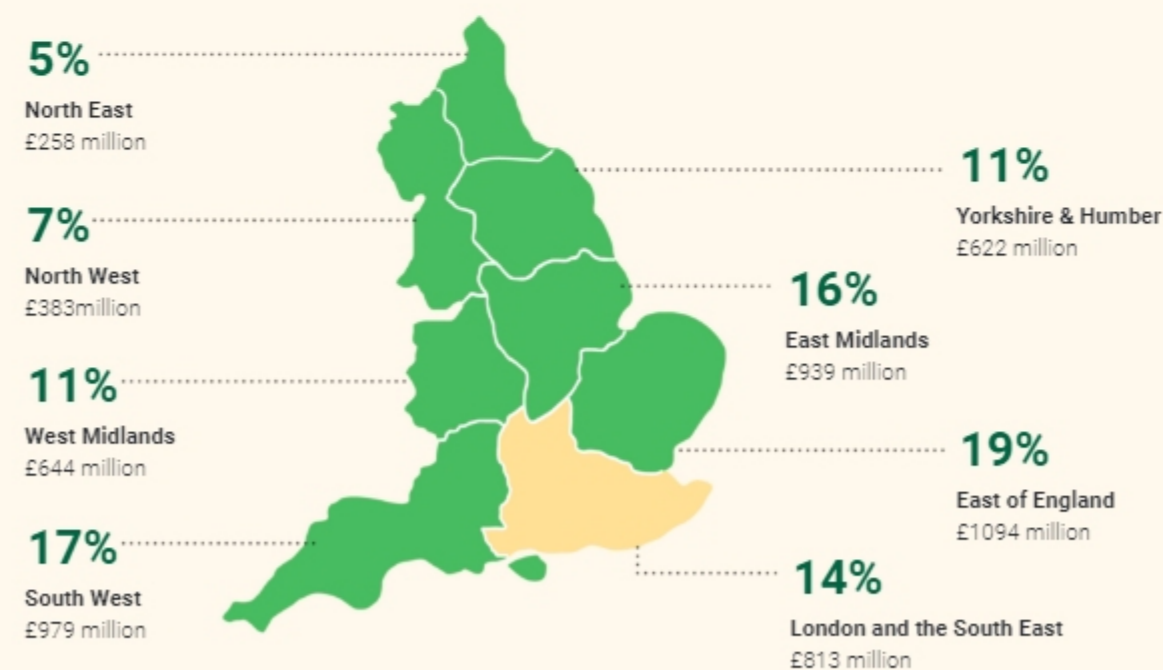 5%
North East
£258 million
7%
North West
£383million
11%
West Midlands
£644 million
17%
South West
£979 million
11%
Yorkshire & Humber
£622 million
16%
East Midlands
£939 million
19%
East of England
£1094 million
14%
London and the South East
£813 million